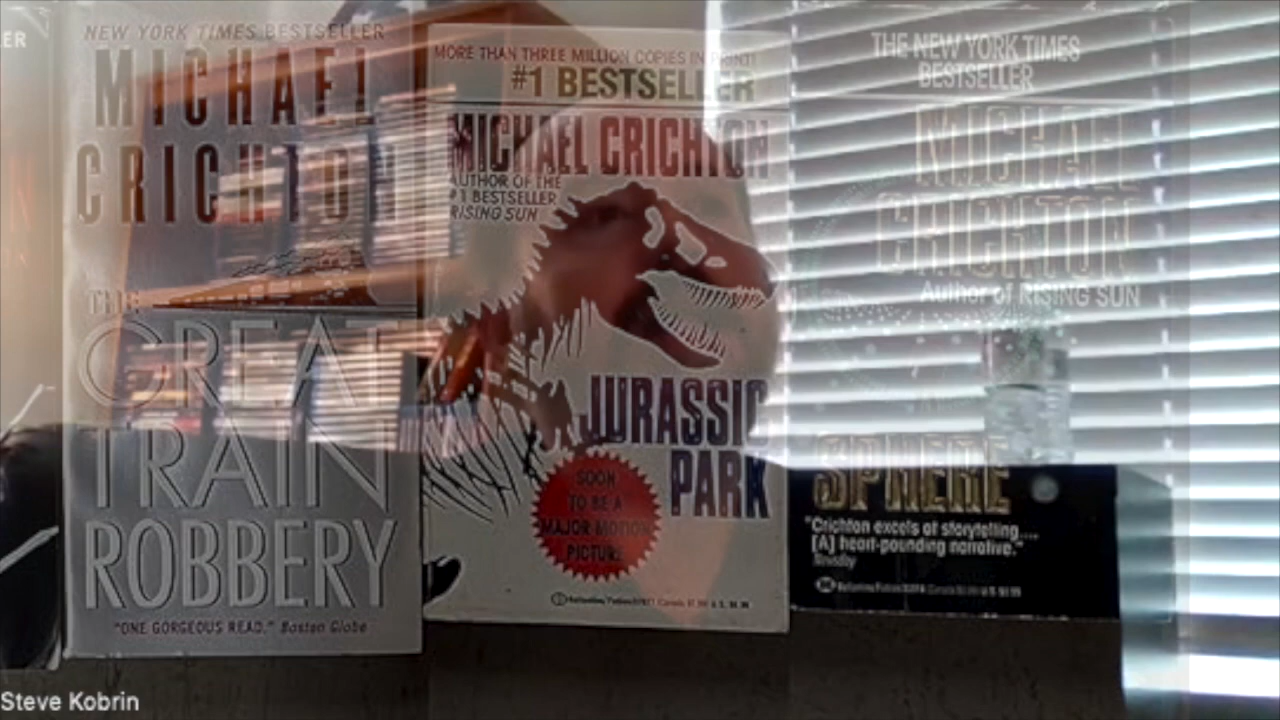 ER
NEW YORK TIMES BESTSELLER
MICHAEL
CRICHTON
THE
GREAT
TRAIN
ROBBERY
"ONE GORGEOUS READ." Boston Globe
MORE THAN THREE MILLION COPIES IN PRINT!
#1 BESTSELLER
MICHAEL CRICHTON
AUTHOR OF THE
#1 BESTSELLER
RISING SUN
JURASSIC
PARK
SOON
TO BE A
MAJOR MOTION
PICTURE
THE NEW YORK TIMES
BESTSELLER
MICHAEL
CRICHTON
Author of RISING SUN
SPHERE
"Crichton excels at storytelling....
[A] heart-pounding narrative."
Newsday
Steve Kobrin